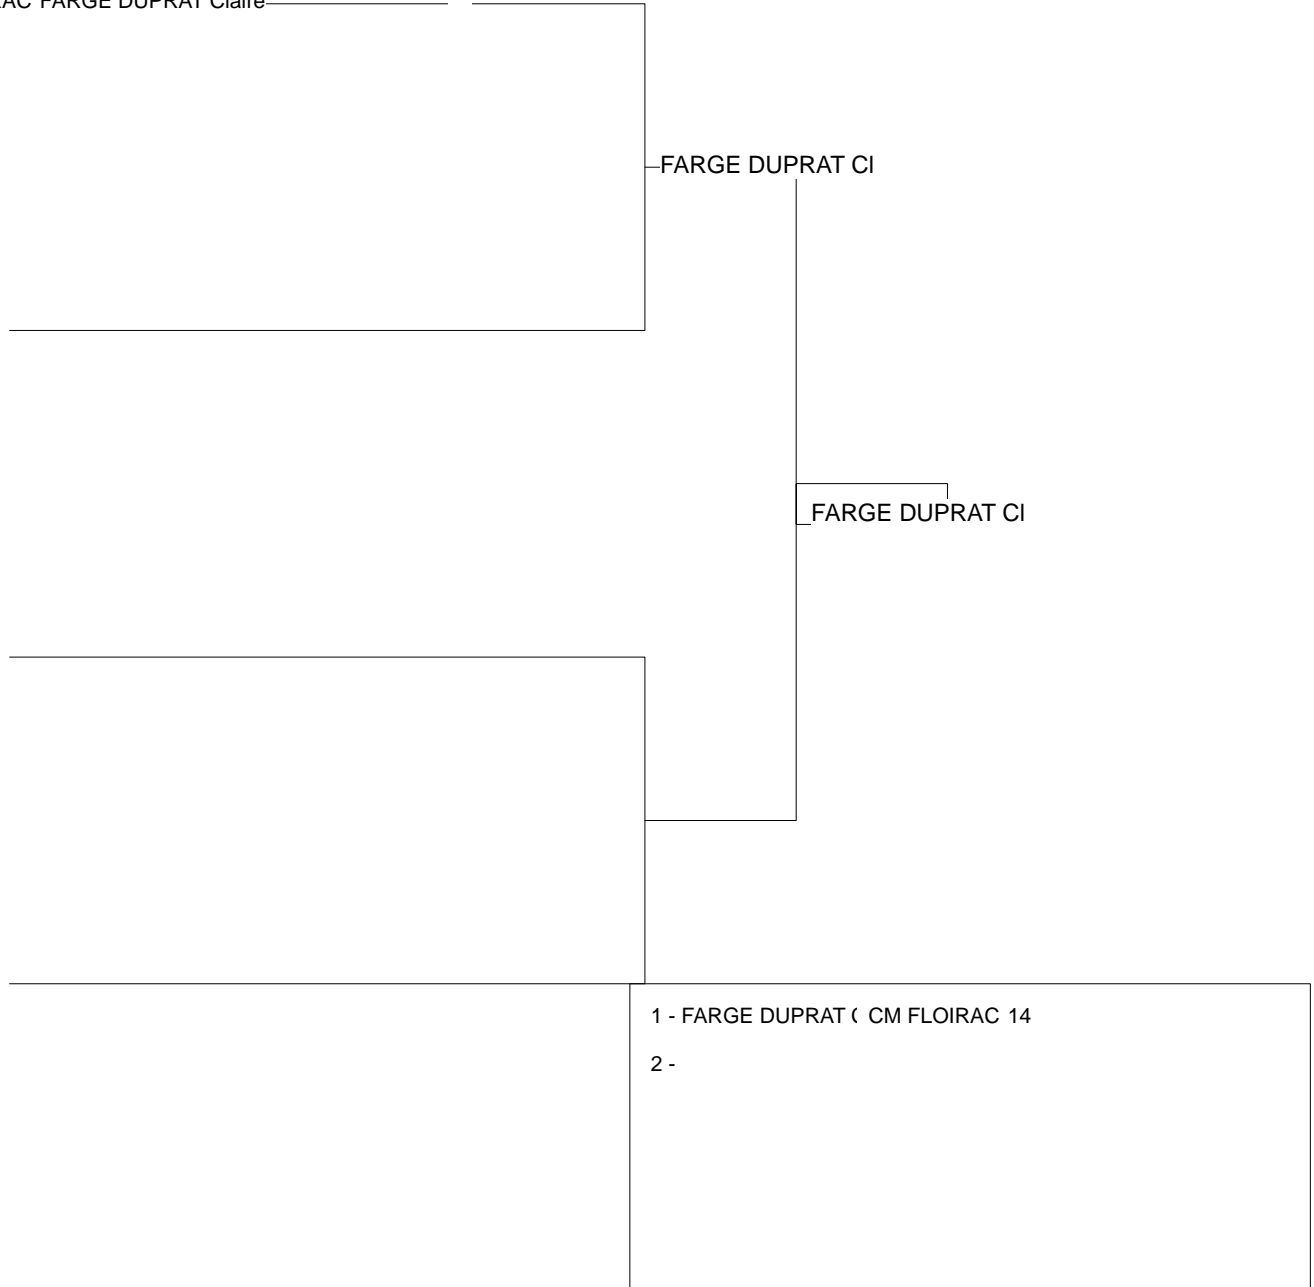 FARGE DUPRAT Claire
FARGE DUPRAT Cl
FARGE DUPRAT Cl
1 - FARGE DUPRAT CM FLOIRAC 14
2 -